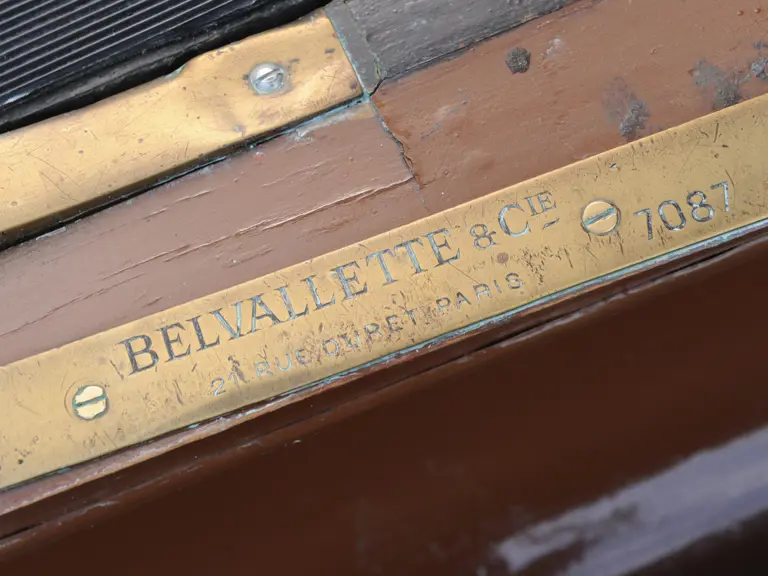 BELVALLETTE & CIE 7087
21 RUE DURET PARIS